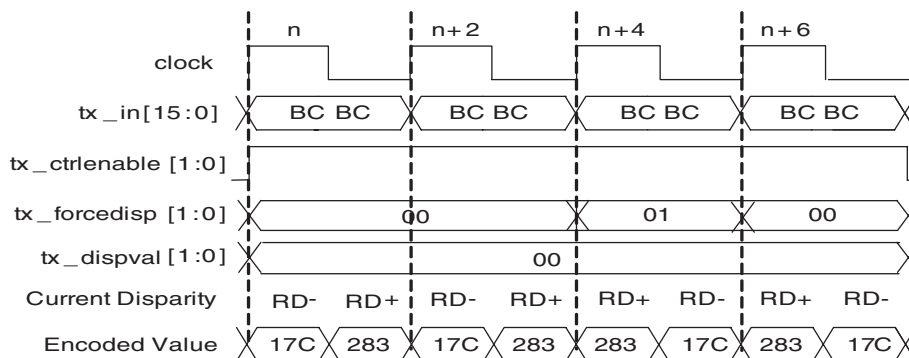 n n+2 n+4 n+6
clock
tx_in[15:0] BC BC BC BC BC BC BC BC
tx_ctrlenable [1:0]
tx_forcedisp [1:0] 00 01 00
tx_dispval [1:0] 00
Current Disparity RD- RD+ RD- RD+ RD+ RD- RD+ RD-
Encoded Value 17C 283 17C 283 283 17C 283 17C